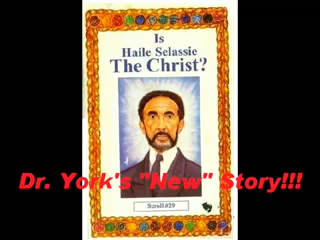 Is
Haile Selassie
The Christ?
Dr. York's "New" Story!!!
Scroll #29